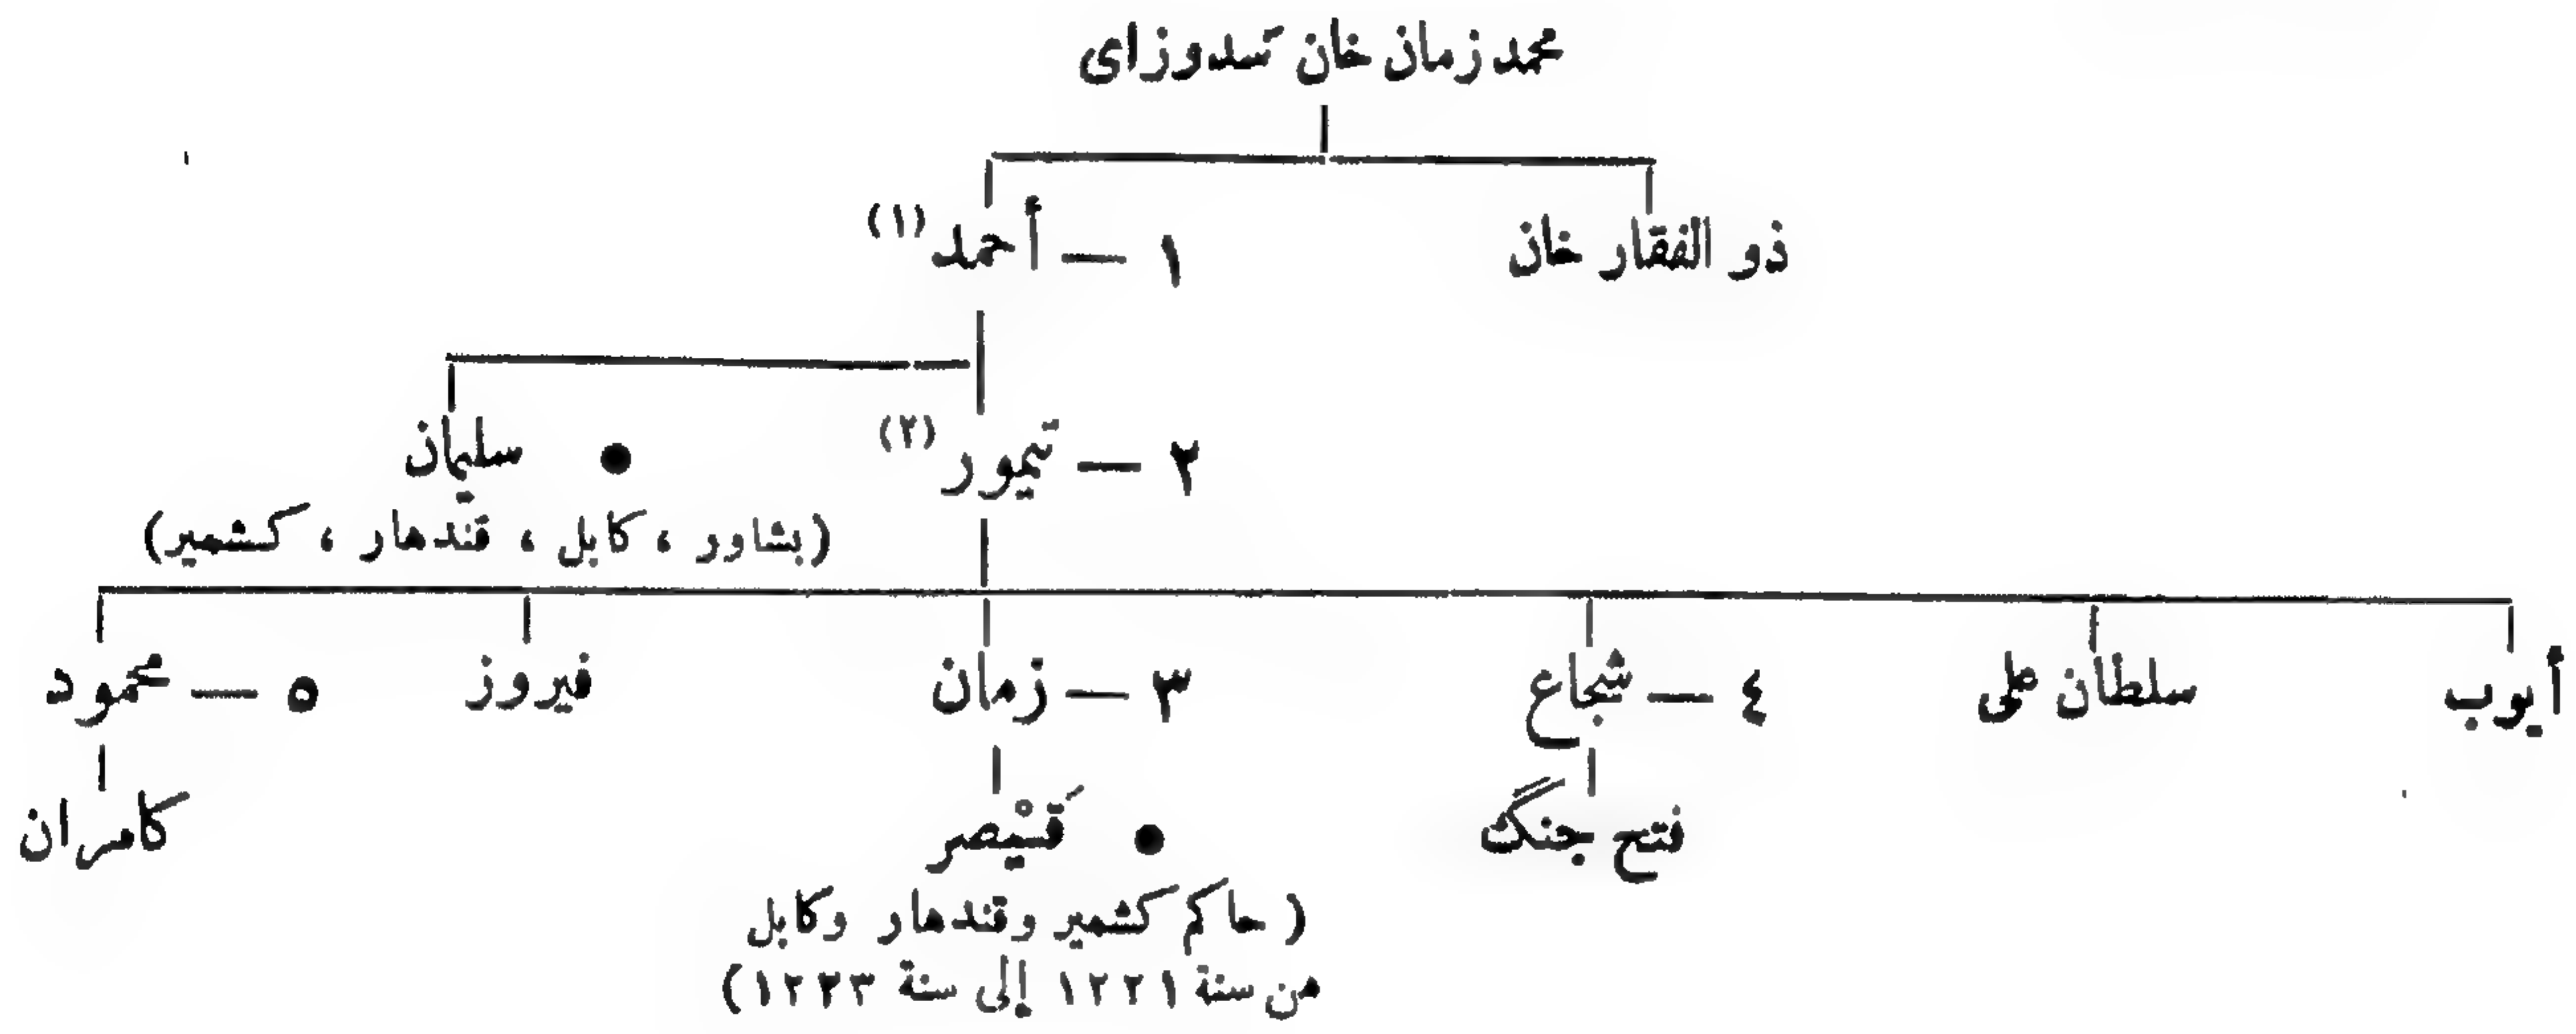 محمد زمان خان سدوزاى
ذو الفقار خان
١ — أحمد (١)
٢ — تيمور (٢)
● سليمان
(بشاور ، كابل ، قندهار ، كشمير)
أيوب
سلطان على
٤ — شجاع
٣ — زمان
فيروز
٥ — محمود
فتح جنگ
● قَيْصر
كامران
( حاكم كشمير وقندهار وكابل
من سنة ١٢٢١ إلى سنة ١٢٢٣)